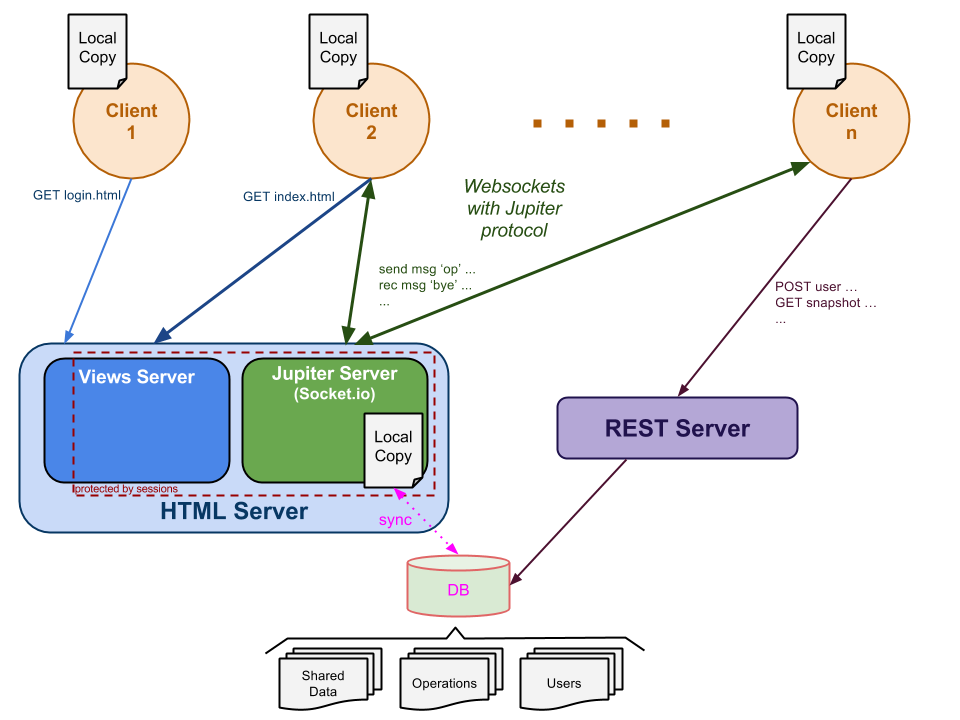 Local
Copy
Local
Copy
Local
Copy
Client
1
Client
2
Client
n
GET login.html
GET index.html
Websockets
with Jupiter
protocol
send msg ‘op’ ...
rec msg ‘bye’ ...
...
POST user …
GET snapshot …
...
Views Server
Jupiter Server
(Socket.io)
Local
Copy
protected by sessions
HTML Server
REST Server
sync
DB
Shared
Data
Operations
Users